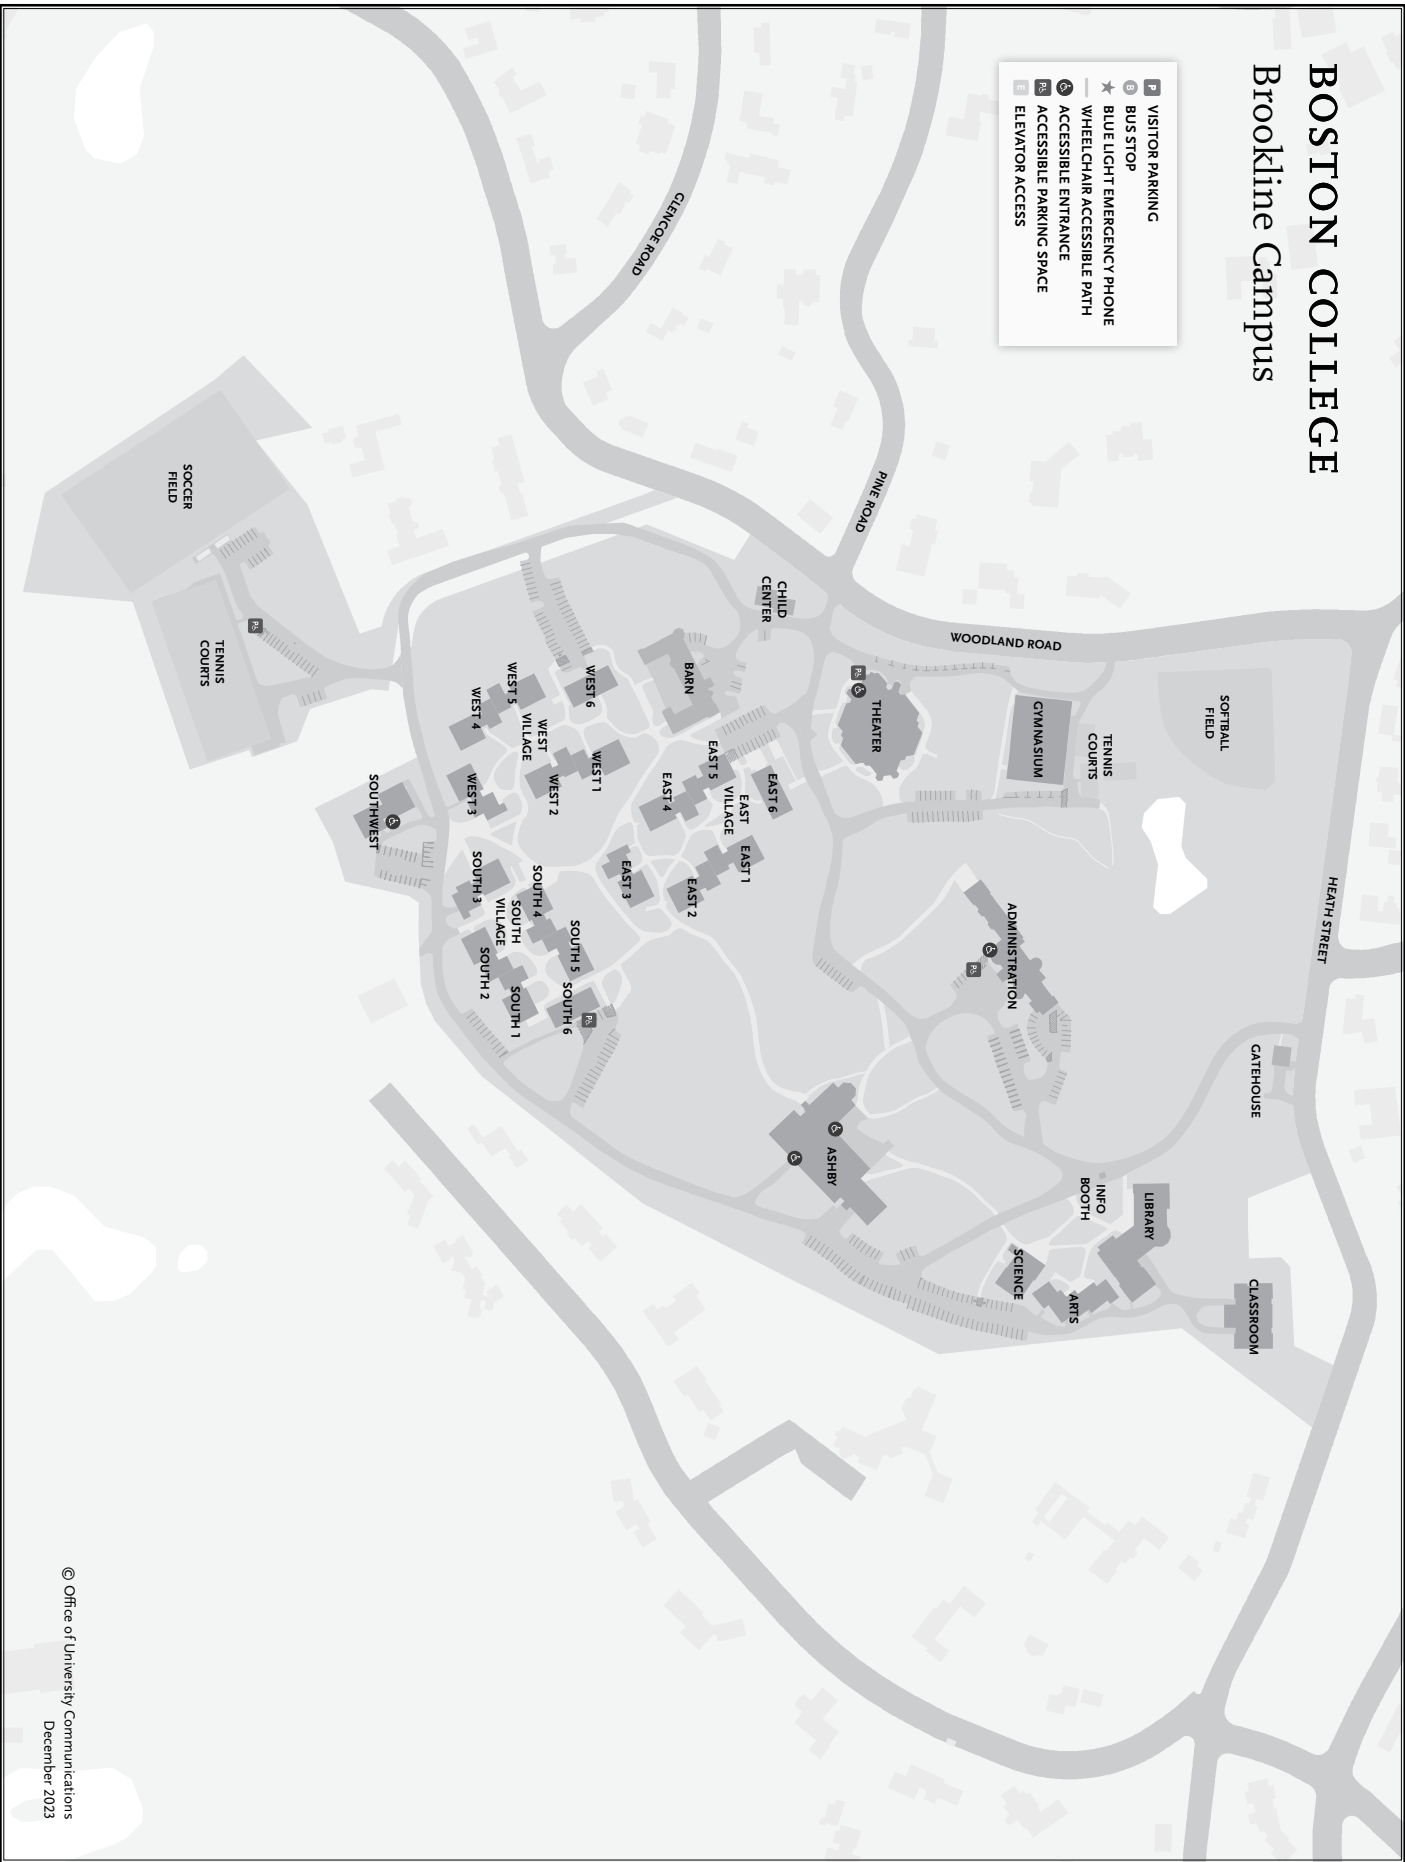 BOSTON COLLEGE
Brookline Campus
P VISITOR PARKING
B BUS STOP
BLUE LIGHT EMERGENCY PHONE
WHEELCHAIR ACCESSIBLE PATH
ACCESSIBLE ENTRANCE
P ACCESSIBLE PARKING SPACE
E ELEVATOR ACCESS
HEATH STREET
GATEHOUSE
CLASSROOM
SOFTBALL
FIELD
LIBRARY
INFO
BOOTH
TENNIS
COURTS
ARTS
WOODLAND ROAD
GYMNASIUM
ADMINISTRATION
P
SCIENCE
PINE ROAD
P
THEATER
ASHBY
CHILD
CENTER
EAST 6
EAST 1
EAST
VILLAGE
EAST 5
EAST 2
BARN
EAST 4
EAST 3
GLENCOE ROAD
WEST 6
WEST 1
P
SOUTH 6
SOUTH 5
WEST 2
WEST
VILLAGE
SOUTH 4
SOUTH
VILLAGE
SOUTH 1
WEST 5
WEST 4
WEST 3
SOUTH 3
SOUTH 2
SOUTHWEST
P
TENNIS
COURTS
SOCCER
FIELD
© Office of University Communications
December 2023